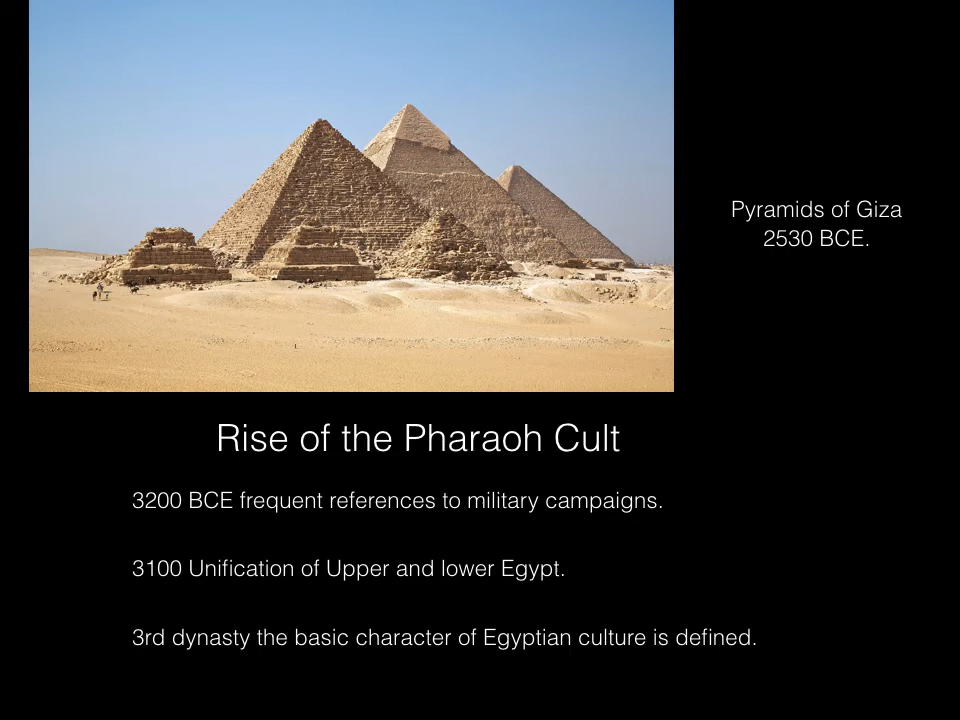 Pyramids of Giza
2530 BCE.
Rise of the Pharaoh Cult
3200 BCE frequent references to military campaigns.
3100 Unification of Upper and lower Egypt.
3rd dynasty the basic character of Egyptian culture is defined.